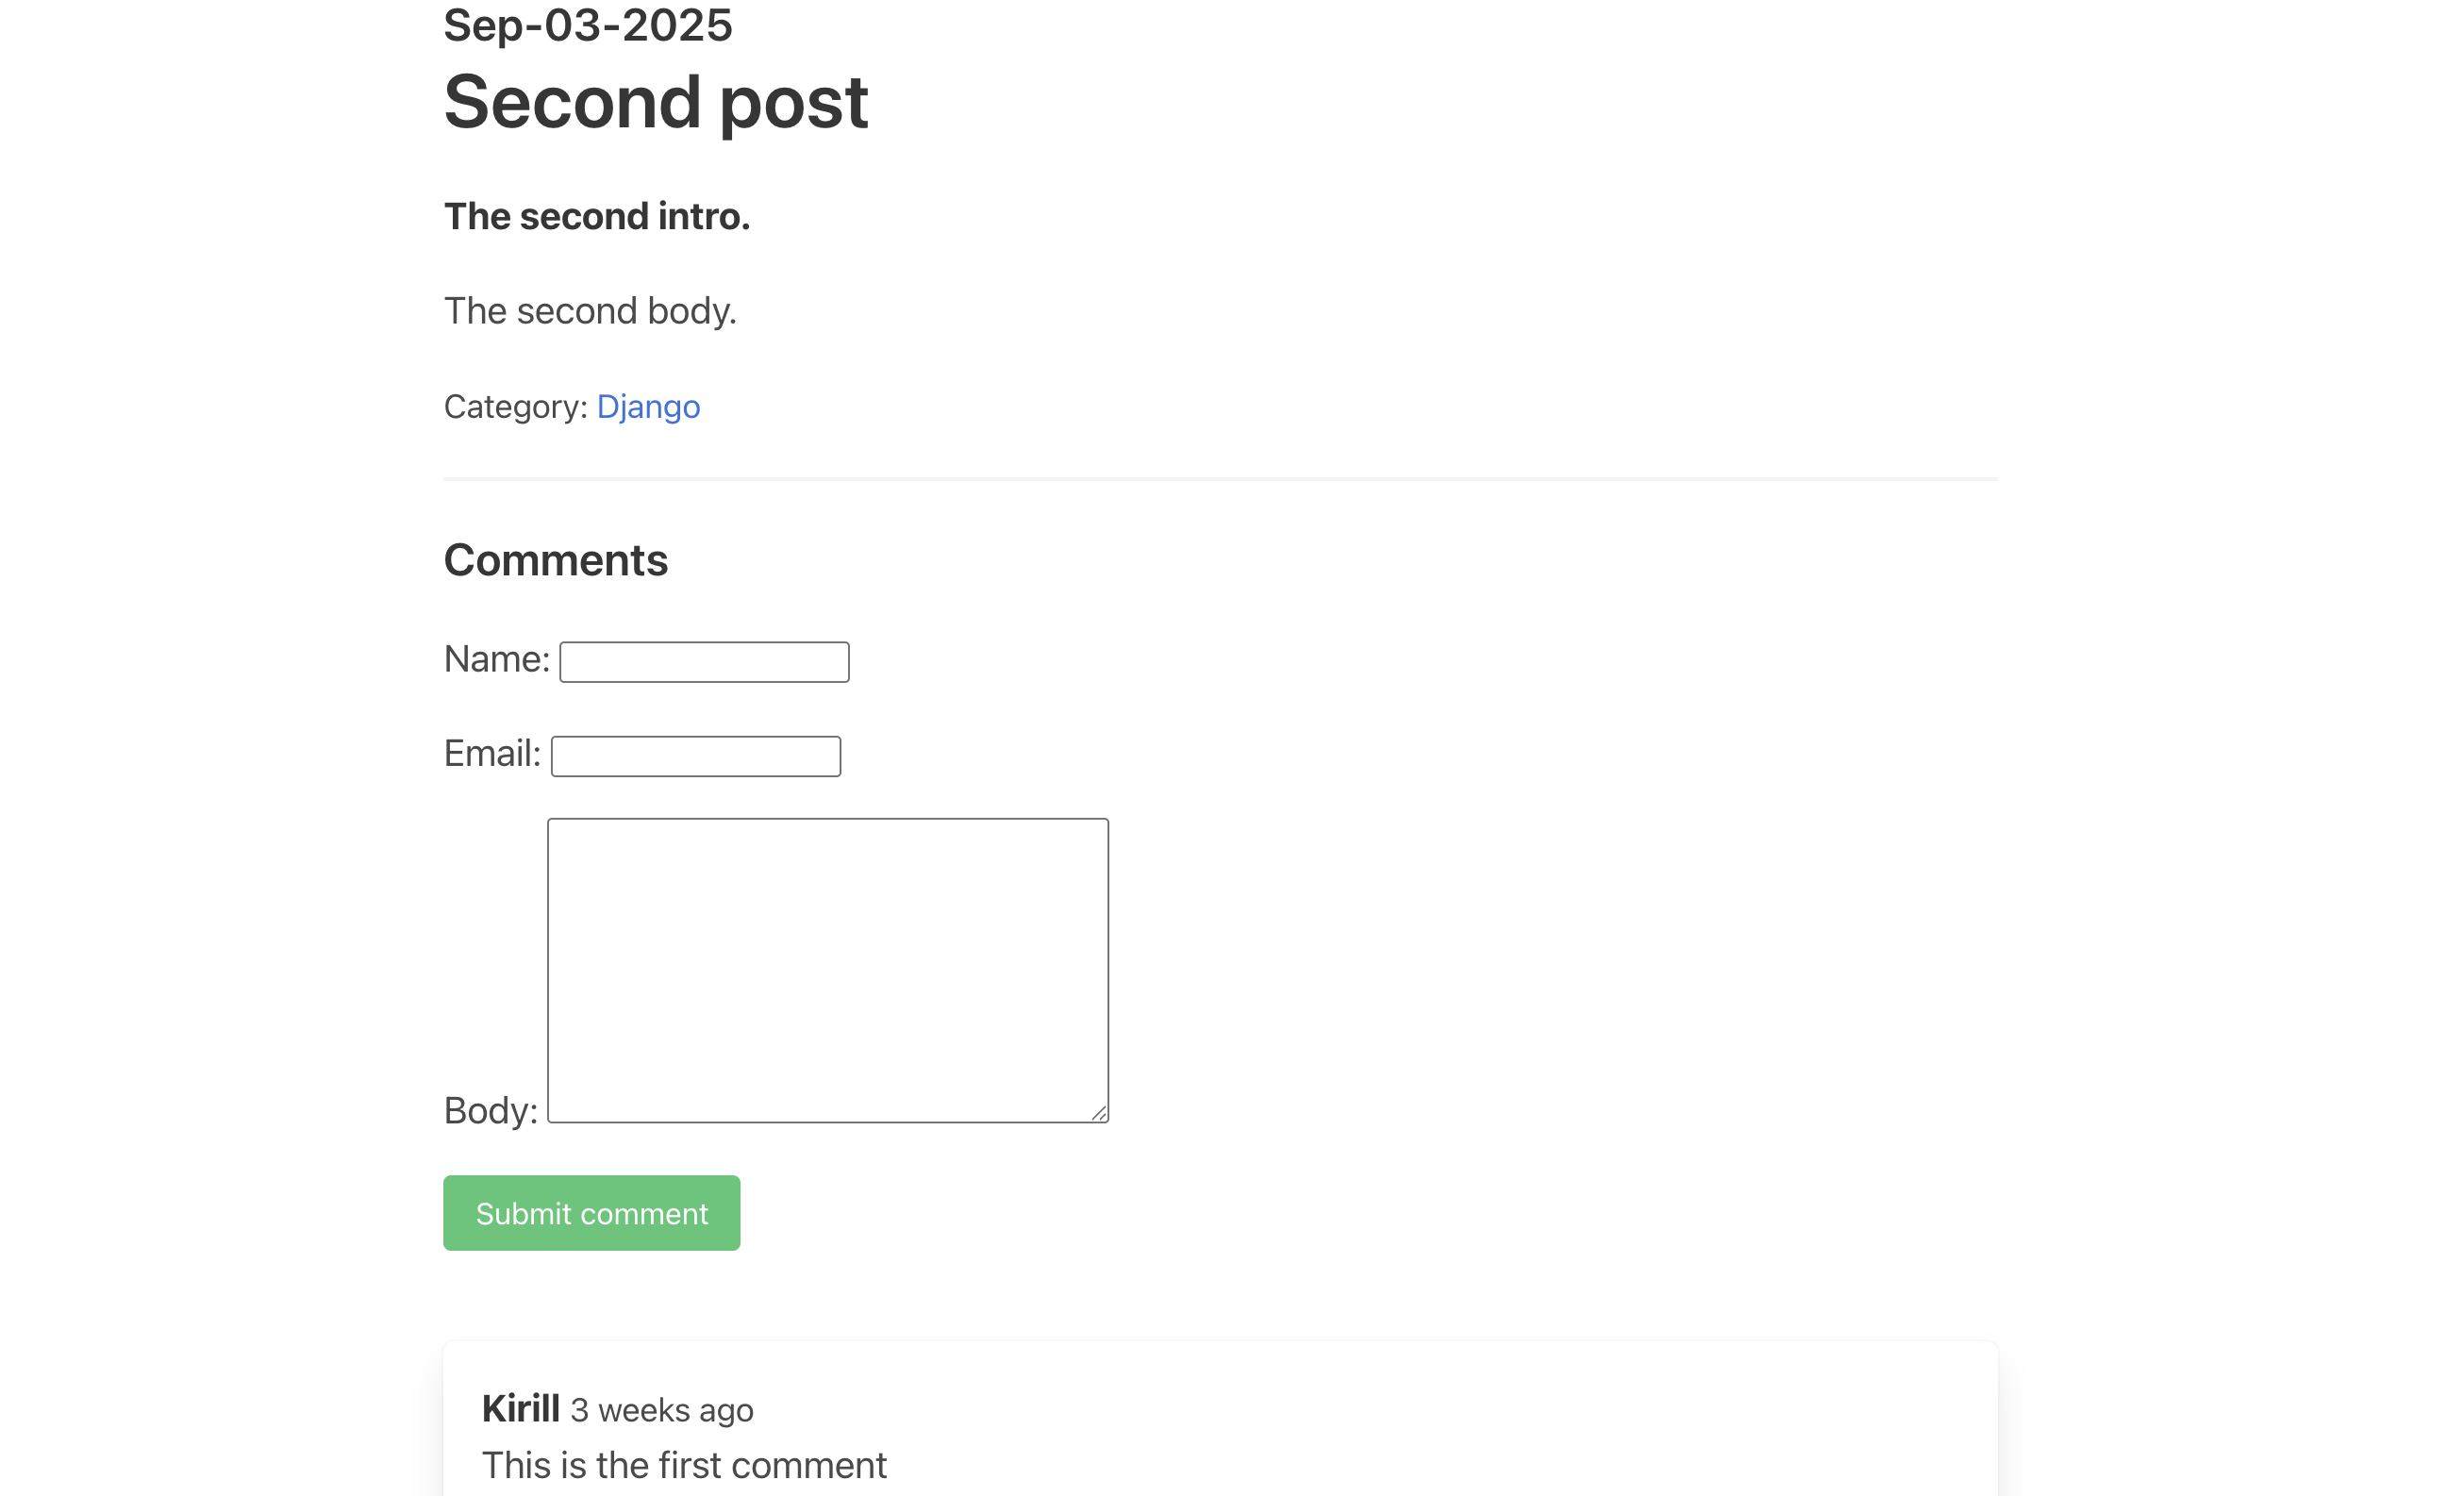 Sep-03-2025
Second post
The second intro.
The second body.
Category: Django
Comments
Name:
Email:
Body:
Submit comment
Kirill 3 weeks ago
This is the first comment